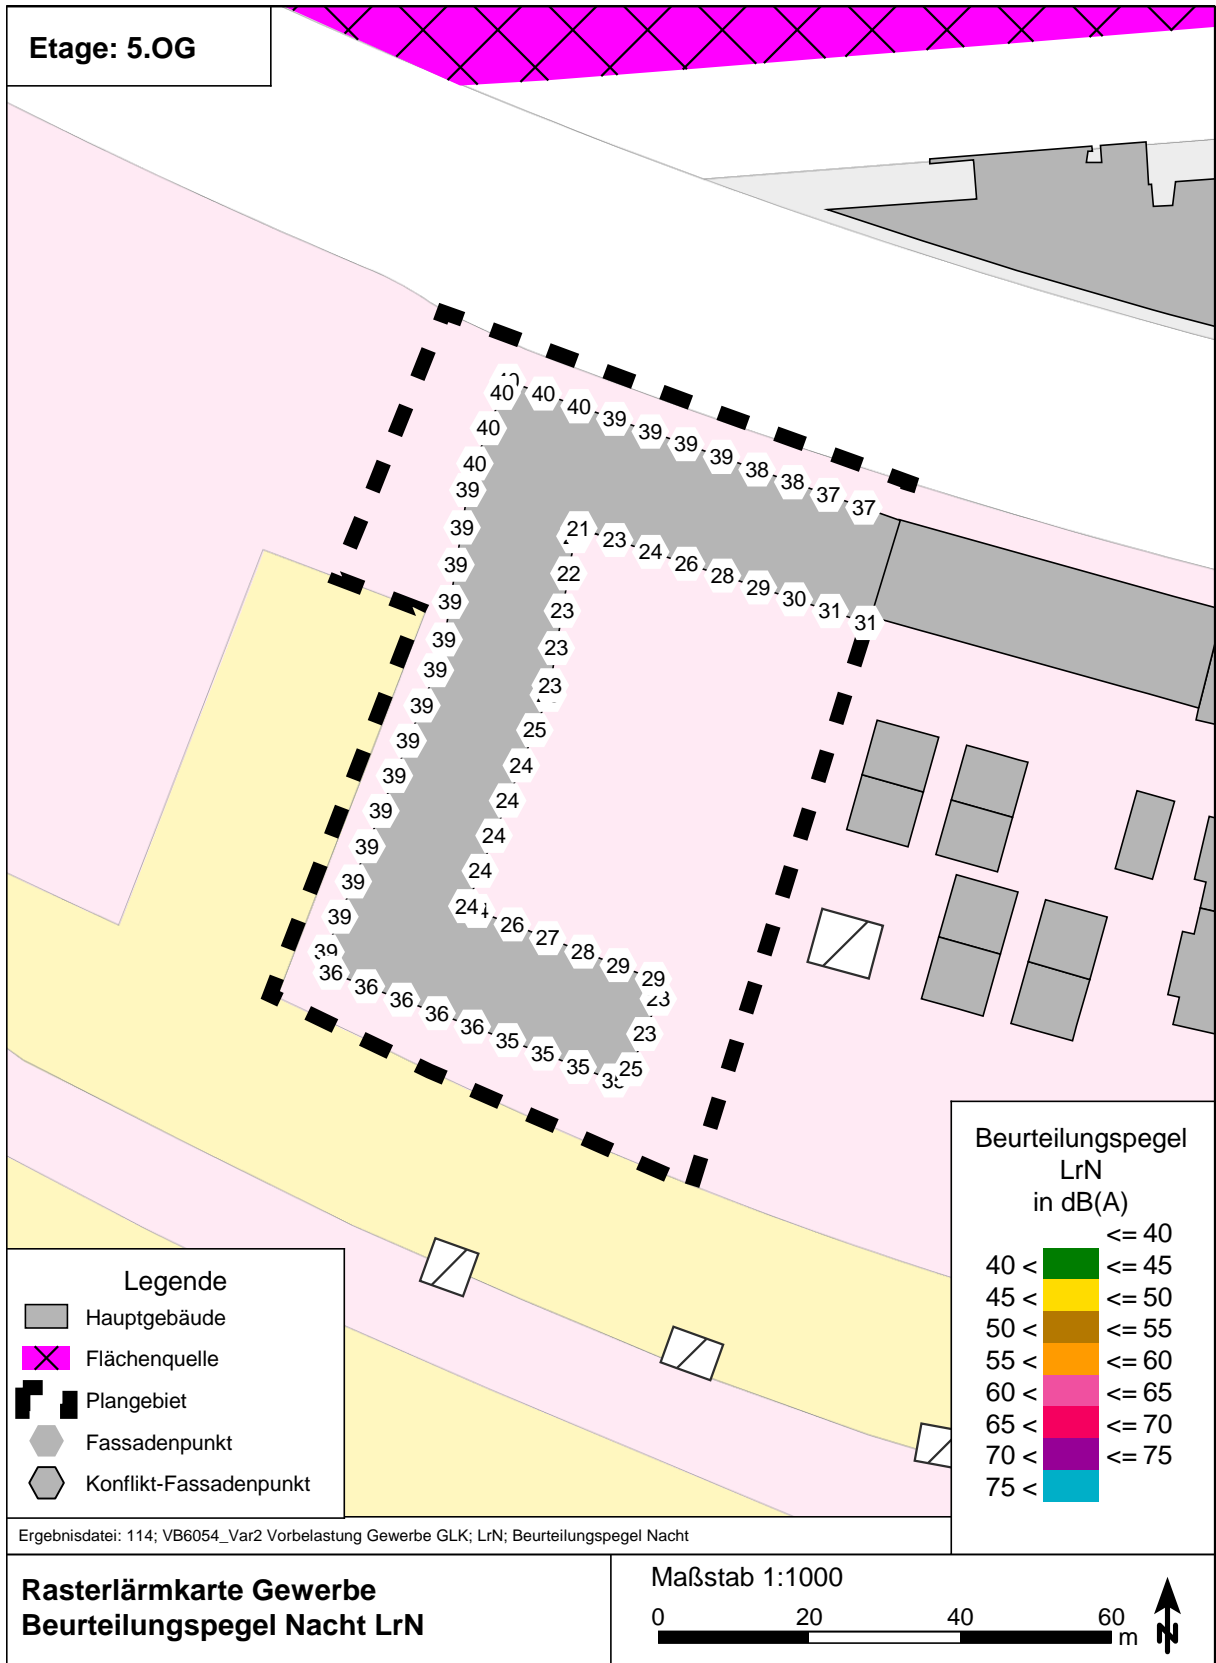 Etage: 5.OG
40
40 40 40 39 39 39 39 38 38 37 37
40
40
39
39
39
39
39
39
39
39
39
39
39
39
39
39
21 23 24 26 28 29 30 31 31
22
23
23
23
25
24
24
24
24
24 26 27 28 29 29
23
23
25
36 36 36 36 36 35 35 35 35
Beurteilungspegel
LrN
in dB(A)
<= 40
40 < <= 45
45 < <= 50
50 < <= 55
55 < <= 60
60 < <= 65
65 < <= 70
70 < <= 75
75 <
Legende
Hauptgebäude
Flächenquelle
Plangebiet
Fassadenpunkt
Konflikt-Fassadenpunkt
Ergebnisdatei: 114; VB6054_Var2 Vorbelastung Gewerbe GLK; LrN; Beurteilungspegel Nacht
Rasterlärmkarte Gewerbe
Beurteilungspegel Nacht LrN
Maßstab 1:1000
0 20 40 60
m
N